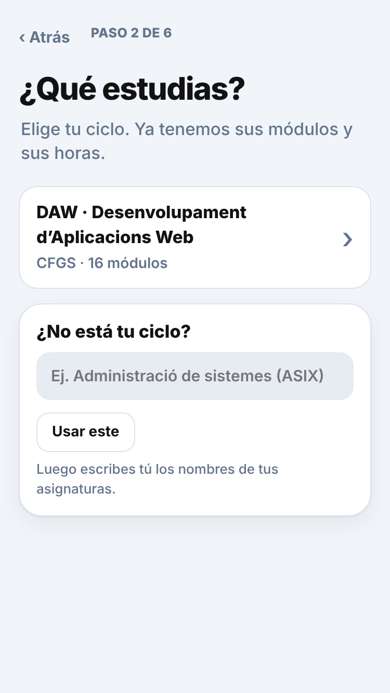 ‹ Atrás
PASO 2 DE 6
¿Qué estudias?
Elige tu ciclo. Ya tenemos sus módulos y
sus horas.
DAW · Desenvolupament
d’Aplicacions Web
CFGS · 16 módulos
›
¿No está tu ciclo?
Ej. Administració de sistemes (ASIX)
Usar este
Luego escribes tú los nombres de tus
asignaturas.